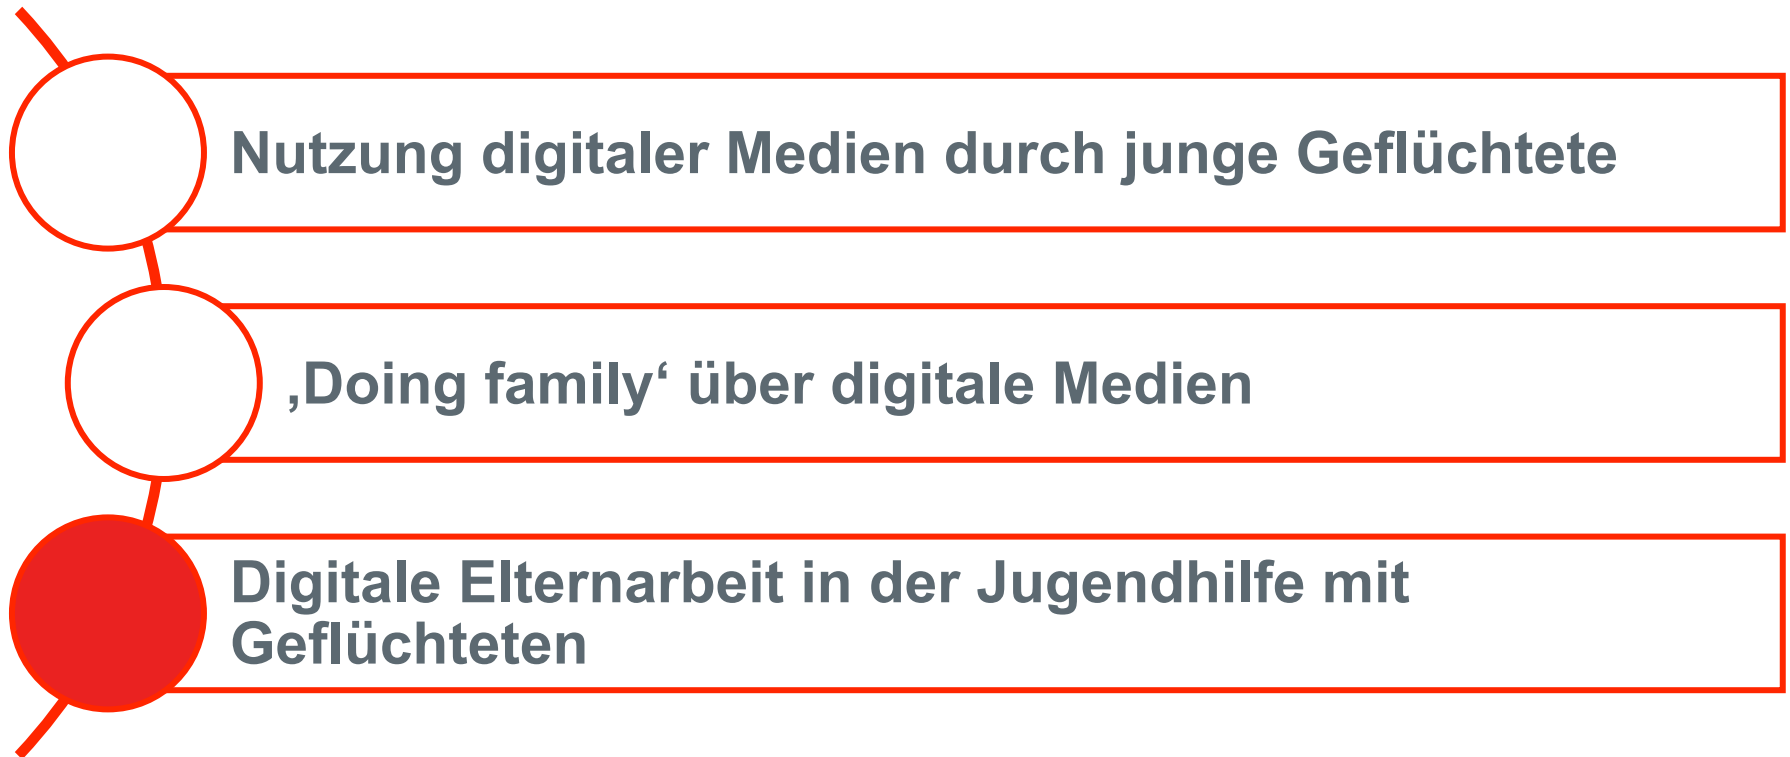 Nutzung digitaler Medien durch junge Geflüchtete
‚Doing family‘ über digitale Medien
Digitale Elternarbeit in der Jugendhilfe mit
Geflüchteten